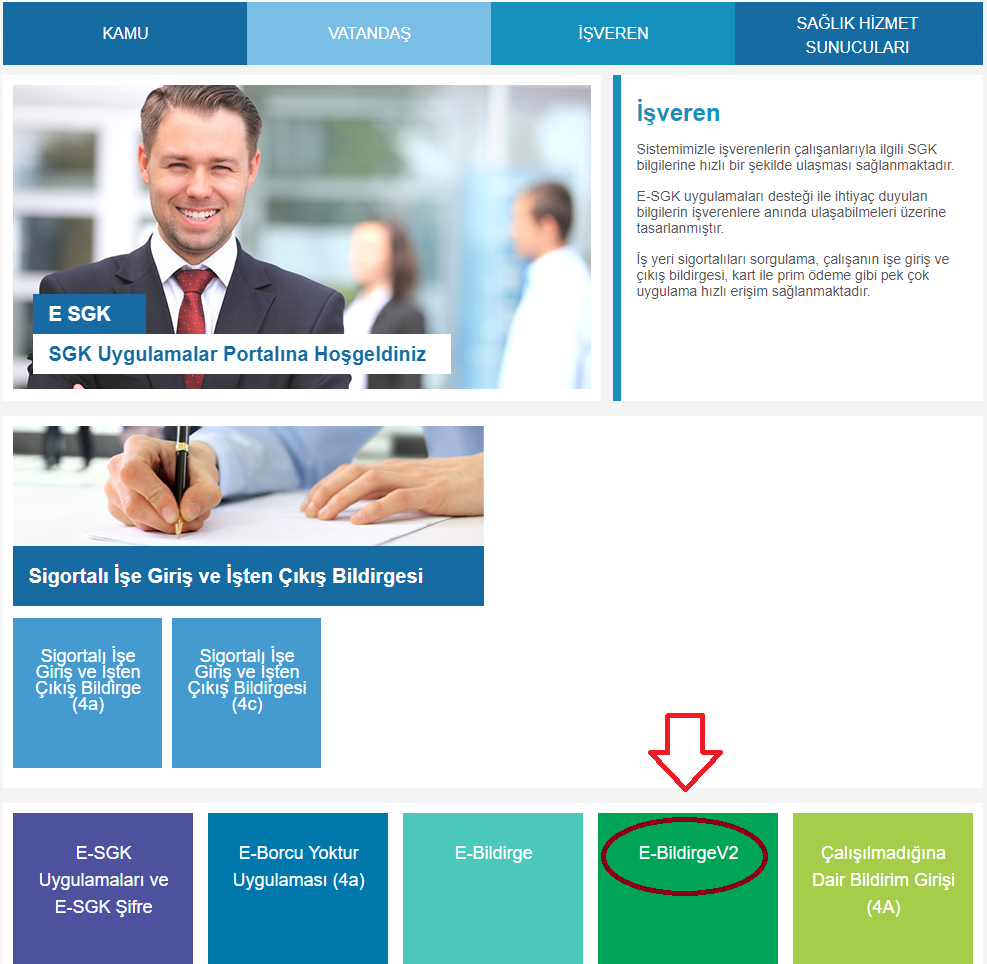 KAMU
VATANDAŞ
İŞVEREN
SAĞLIK HİZMET
SUNUCULARI
E SGK
SGK Uygulamalar Portalına Hoşgeldiniz
İşveren
Sistemimizle işverenlerin çalışanlarıyla ilgili SGK
bilgilerine hızlı bir şekilde ulaşması sağlanmaktadır.
E-SGK uygulamaları desteği ile ihtiyaç duyulan
bilgilerin işverenlere anında ulaşabilmeleri üzerine
tasarlanmıştır.
İş yeri sigortalıları sorgulama, çalışanın işe giriş ve
çıkış bildirgesi, kart ile prim ödeme gibi pek çok
uygulama hızlı erişim sağlanmaktadır.
Sigortalı İşe Giriş ve İşten Çıkış Bildirgesi
Sigortalı İşe
Giriş ve İşten
Çıkış Bildirge
(4a)
Sigortalı İşe
Giriş ve İşten
Çıkış Bildirgesi
(4c)
E-SGK
Uygulamaları ve
E-SGK Şifre
E-Borcu Yoktur
Uygulaması (4a)
E-Bildirge
E-BildirgeV2
Çalışılmadığına
Dair Bildirim Girişi
(4A)